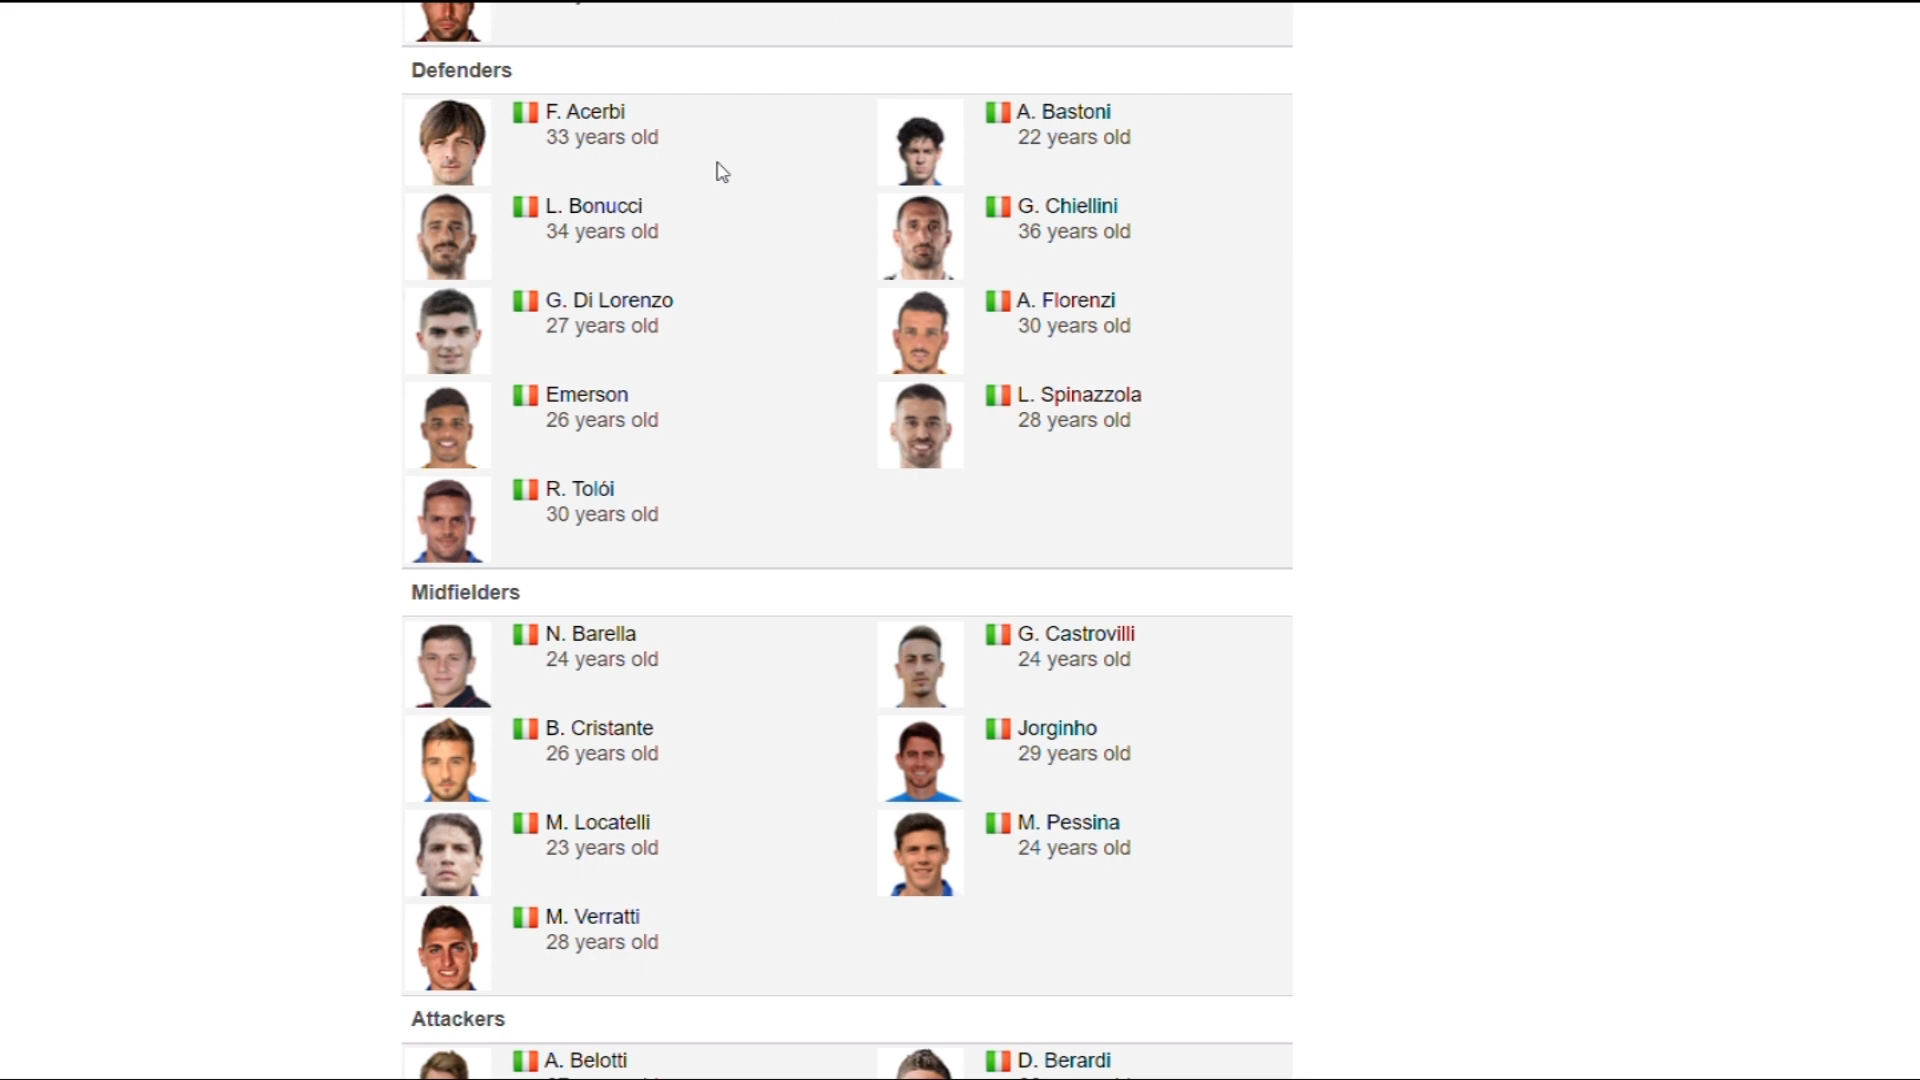 Defenders
F. Acerbi
33 years old
A. Bastoni
22 years old
L. Bonucci
34 years old
G. Chiellini
36 years old
G. Di Lorenzo
27 years old
A. Florenzi
30 years old
Emerson
26 years old
L. Spinazzola
28 years old
R. Tolói
30 years old
Midfielders
N. Barella
24 years old
G. Castrovilli
24 years old
B. Cristante
26 years old
Jorginho
29 years old
M. Locatelli
23 years old
M. Pessina
24 years old
M. Verratti
28 years old
Attackers
A. Belotti
D. Berardi